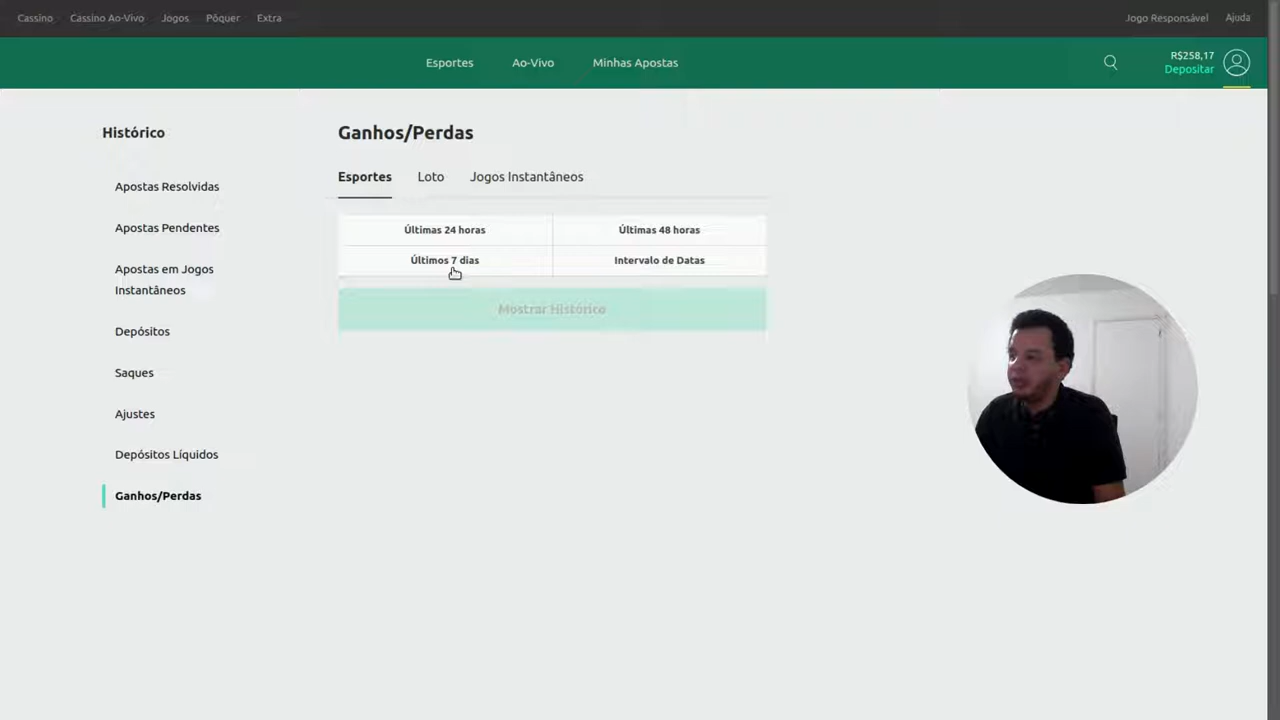 Cassino Cassino Ao-Vivo Jogos Pôquer Extra Jogo Responsável Ajuda
Esportes Ao-Vivo Minhas Apostas R$258,17
Depositar
Histórico
Apostas Resolvidas
Apostas Pendentes
Apostas em Jogos
Instantâneos
Depósitos
Saques
Ajustes
Depósitos Líquidos
Ganhos/Perdas
Ganhos/Perdas
Esportes Loto Jogos Instantâneos
Últimas 24 horas Últimas 48 horas
Últimos 7 dias Intervalo de Datas
Mostrar Histórico